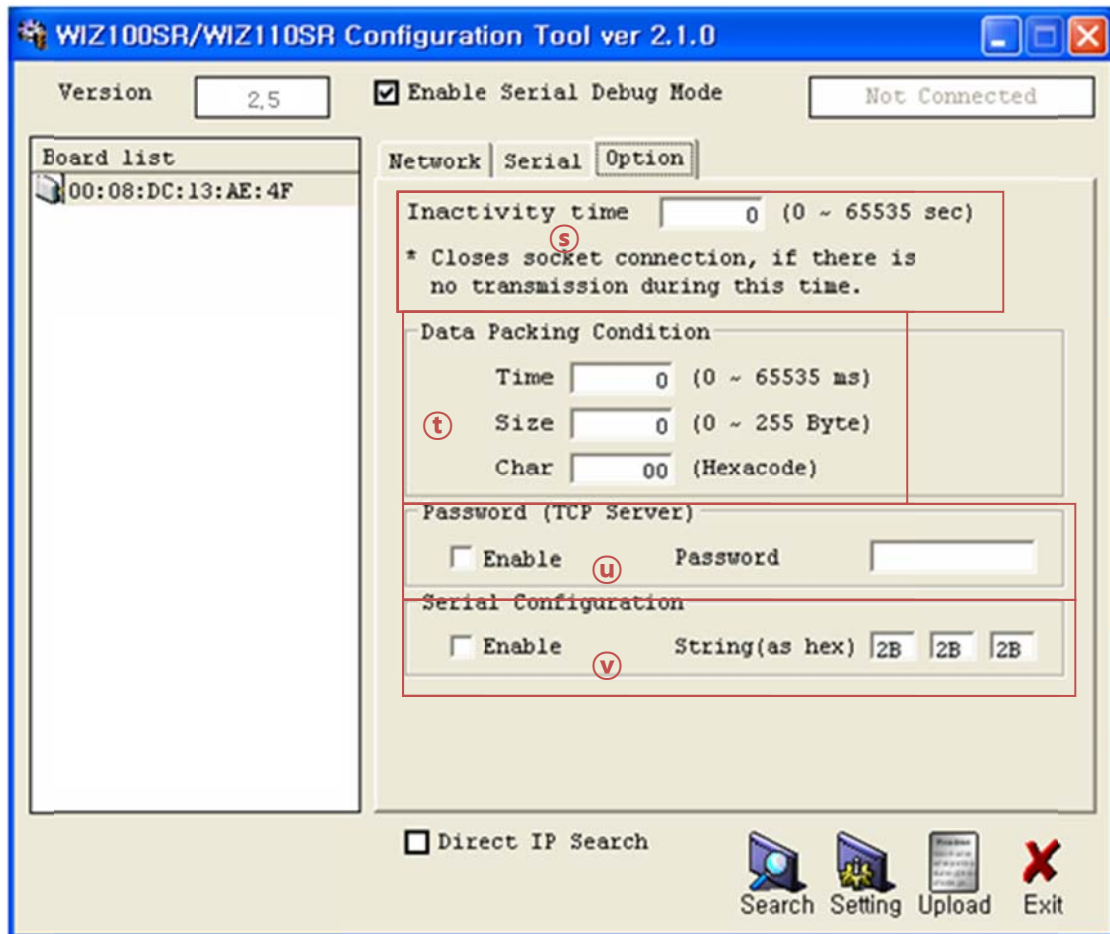 WIZ100SR/WIZ110SR Configuration Tool ver 2.1.0
Version 2,5 Enable Serial Debug Mode Not Connected
Board list
00:08:DC:13:AE:4F
Network Serial Option
Inactivity time 0 (0 ~ 65535 sec)
ⓢ
* Closes socket connection, if there is
no transmission during this time.
Data Packing Condition
Time 0 (0 ~ 65535 ms)
ⓣ Size 0 (0 ~ 255 Byte)
Char 00 (Hexacode)
Password (TCP Server)
Enable ⓤ Password
Serial Configuration
Enable ⓥ String(as hex) 2B 2B 2B
Direct IP Search
Search Setting Upload Exit